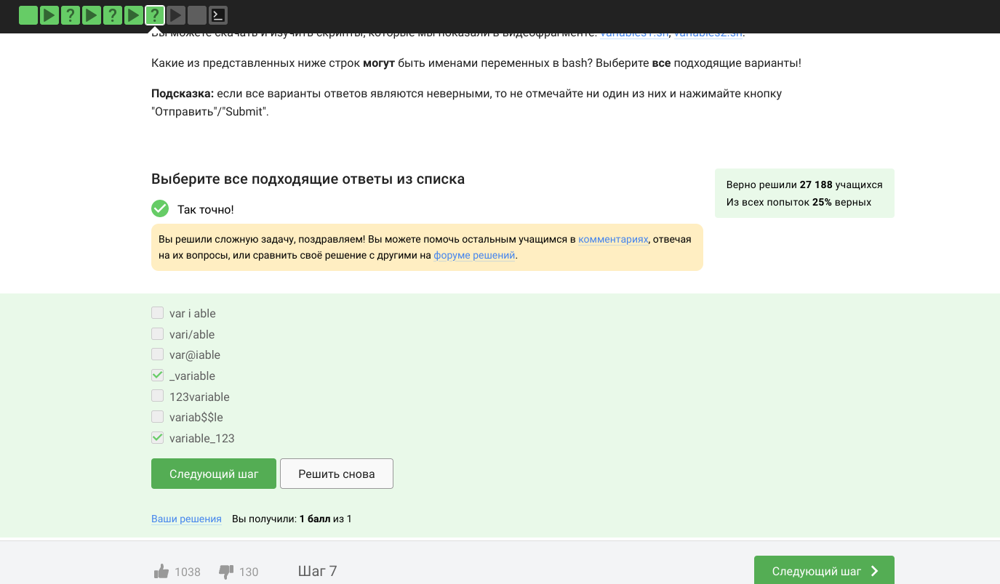 Вы можете скачать и изучить скрипты, которые мы показали в видеофрагменте: variables1.sh, variables2.sh.
Какие из представленных ниже строк могут быть именами переменных в bash? Выберите все подходящие варианты!
Подсказка: если все варианты ответов являются неверными, то не отмечайте ни один из них и нажимайте кнопку
"Отправить"/"Submit".
Выберите все подходящие ответы из списка
Верно решили 27 188 учащихся
Из всех попыток 25% верных
Так точно!
Вы решили сложную задачу, поздравляем! Вы можете помочь остальным учащимся в комментариях, отвечая
на их вопросы, или сравнить своё решение с другими на форуме решений.
var i able
vari/able
var@iable
_variable
123variable
variab$$le
variable_123
Следующий шаг
Решить снова
Ваши решения Вы получили: 1 балл из 1
1038 130 Шаг 7 Следующий шаг